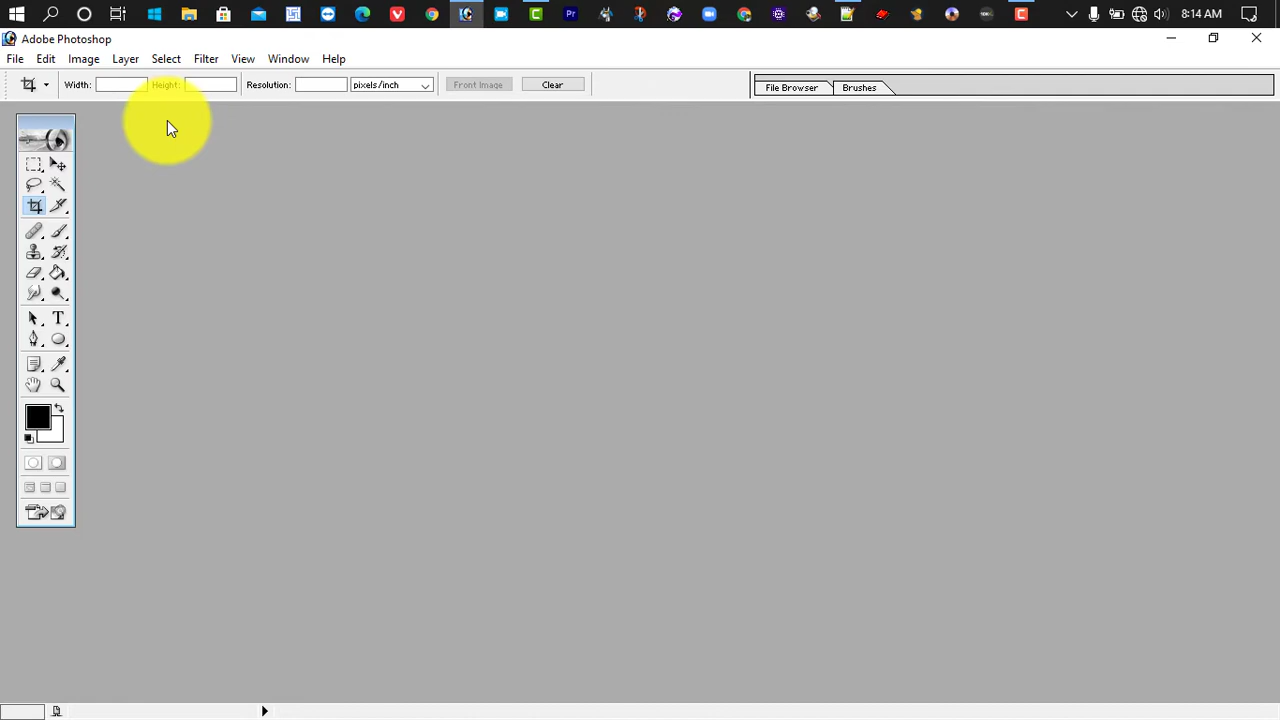 8:14 AM
Adobe Photoshop
File Edit Image Layer Select Filter View Window Help
Width: Height: Resolution: pixels/inch Front Image Clear File Browser Brushes
T